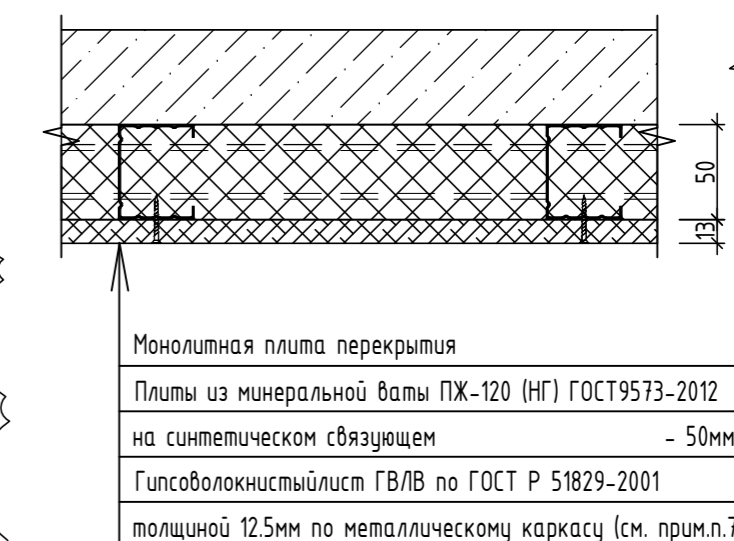 50
13
Монолитная плита перекрытия
Плиты из минеральной ваты ПЖ-120 (НГ) ГОСТ9573-2012
на синтетическом связующем - 50мм
Гипсоволокнистыйлист ГВЛВ по ГОСТ Р 51829-2001
толщиной 12.5мм по металлическому каркасу (см. прим.п.7